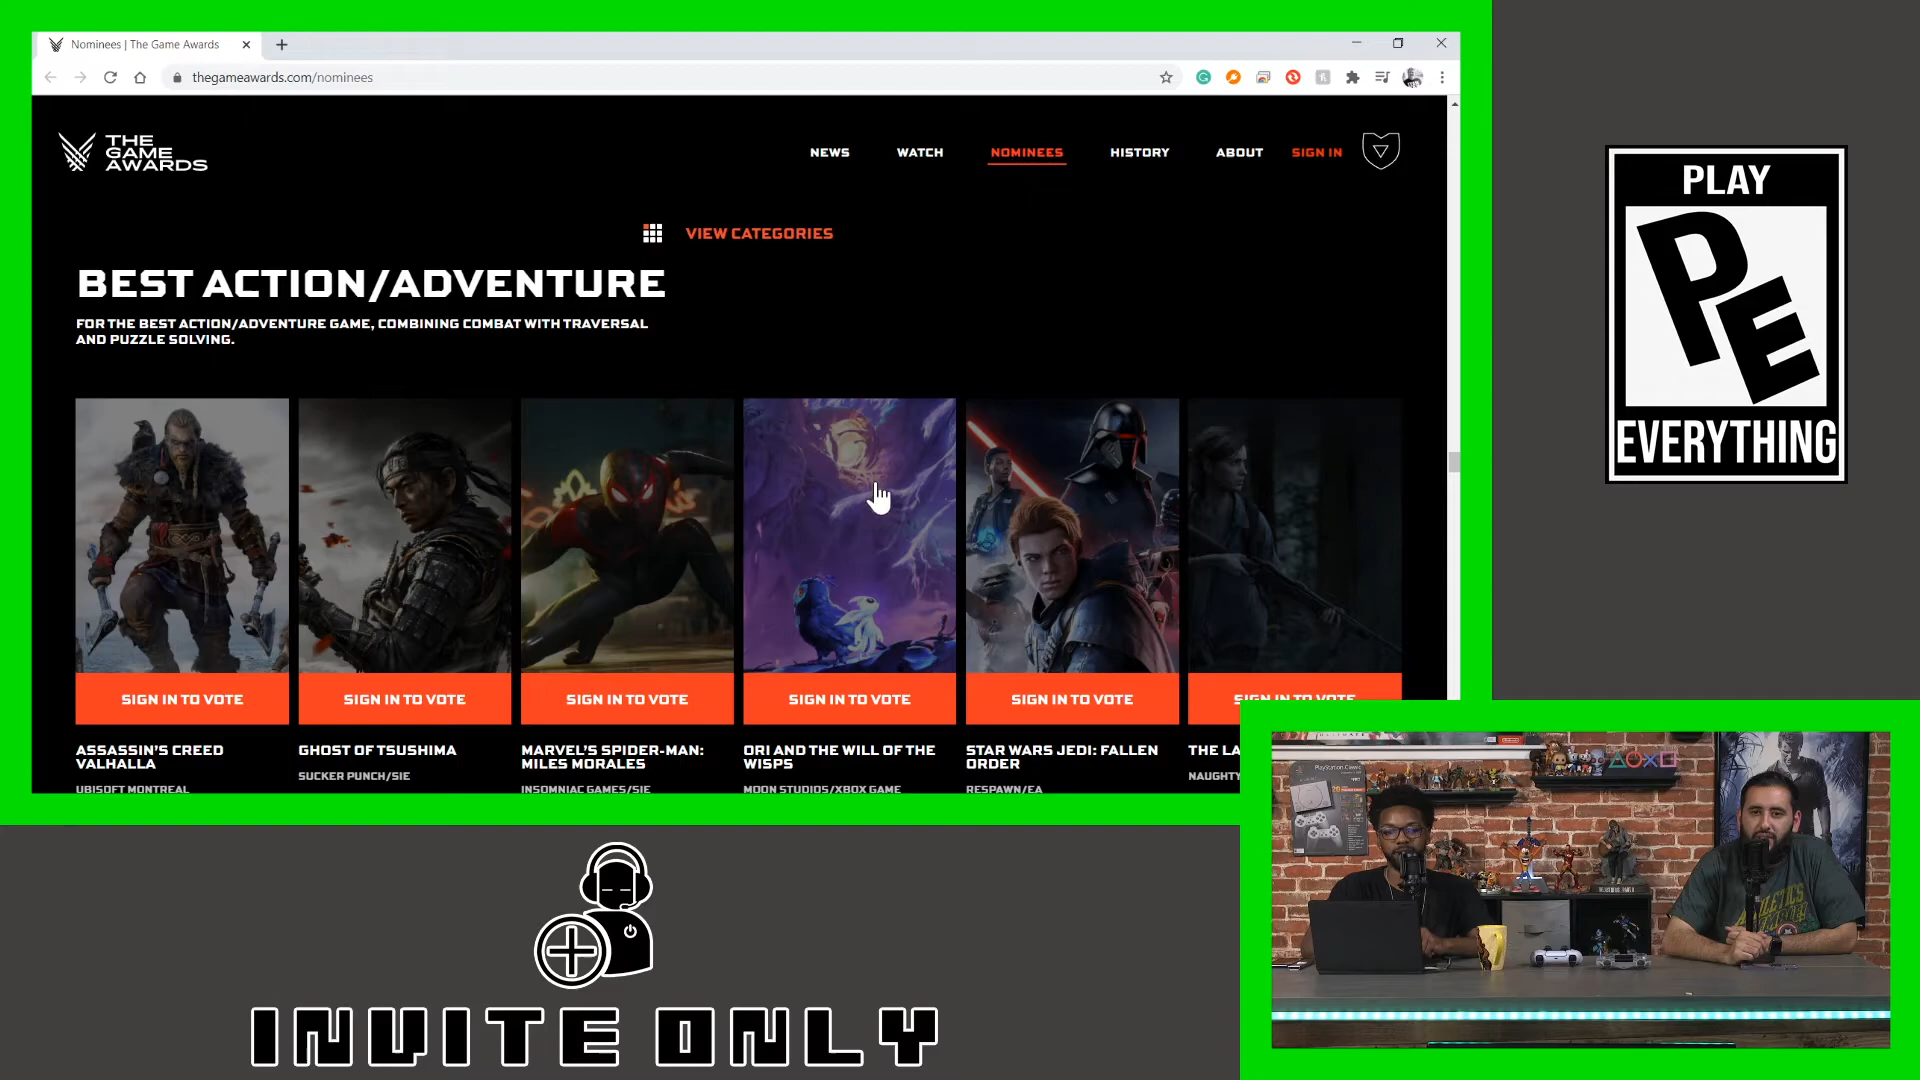 Nominees | The Game Awards
thegameawards.com/nominees
THE
GAME
AWARDS
NEWS
WATCH
NOMINEES
HISTORY
ABOUT
SIGN IN
VIEW CATEGORIES
BEST ACTION/ADVENTURE
FOR THE BEST ACTION/ADVENTURE GAME, COMBINING COMBAT WITH TRAVERSAL
AND PUZZLE SOLVING.
SIGN IN TO VOTE
SIGN IN TO VOTE
SIGN IN TO VOTE
SIGN IN TO VOTE
SIGN IN TO VOTE
SIGN IN TO VOTE
ASSASSIN'S CREED
VALHALLA
UBISOFT MONTREAL
GHOST OF TSUSHIMA
SUCKER PUNCH/SIE
MARVEL'S SPIDER-MAN:
MILES MORALES
INSOMNIAC GAMES/SIE
ORI AND THE WILL OF THE
WISPS
MOON STUDIOS/XBOX GAME
STAR WARS JEDI: FALLEN
ORDER
RESPAWN/EA
THE LA
NAUGHTY
PLAY
PE
EVERYTHING
PlayStation Classic
ATHLETICS
INVITE ONLY